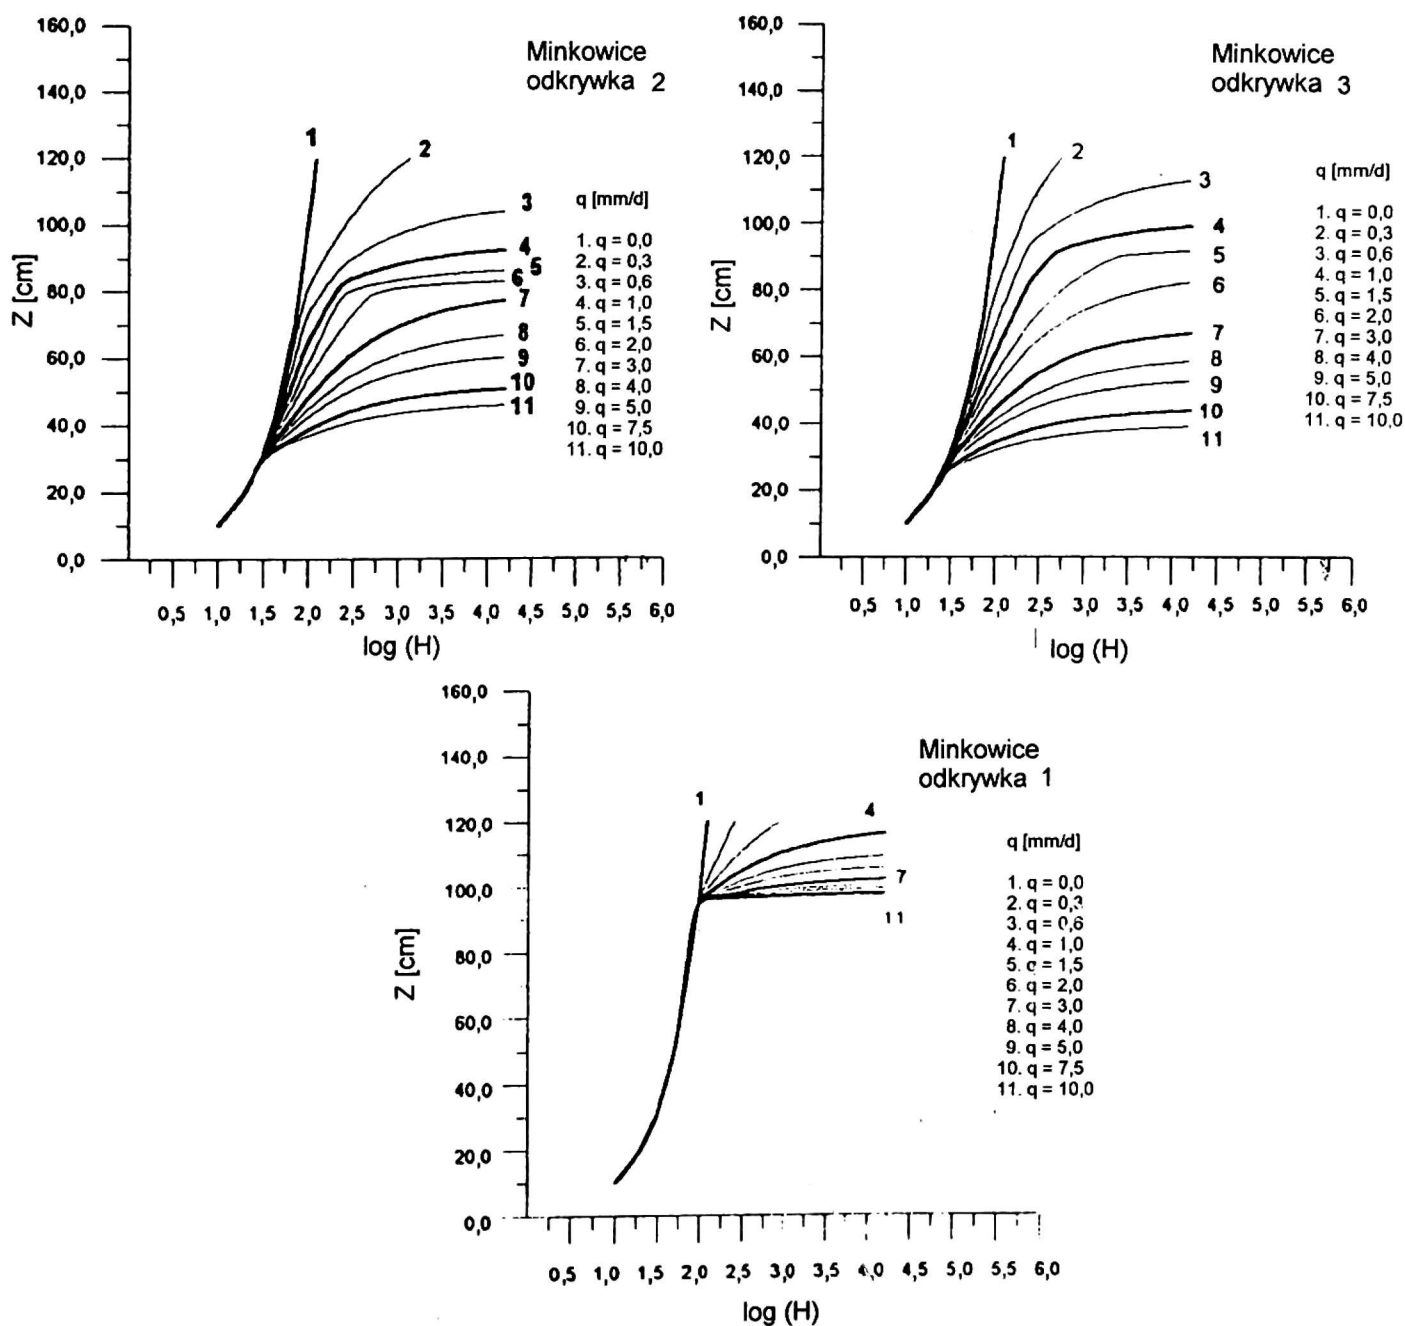 Minkowice
odkrywka 2
160,0
140,0
120,0
100,0
80,0
60,0
40,0
20,0
0,0
Z [cm]
1
2
3
4
5
6
7
8
9
10
11
q [mm/d]
1. q = 0,0
2. q = 0,3
3. q = 0,6
4. q = 1,0
5. q = 1,5
6. q = 2,0
7. q = 3,0
8. q = 4,0
9. q = 5,0
10. q = 7,5
11. q = 10,0
0,5 1,0 1,5 2,0 2,5 3,0 3,5 4,0 4,5 5,0 5,5 6,0
log (H)
Minkowice
odkrywka 3
160,0
140,0
120,0
100,0
80,0
60,0
40,0
20,0
0,0
Z [cm]
1
2
3
4
5
6
7
8
9
10
11
q [mm/d]
1. q = 0,0
2. q = 0,3
3. q = 0,6
4. q = 1,0
5. q = 1,5
6. q = 2,0
7. q = 3,0
8. q = 4,0
9. q = 5,0
10. q = 7,5
11. q = 10,0
0,5 1,0 1,5 2,0 2,5 3,0 3,5 4,0 4,5 5,0 5,5 6,0
log (H)
Minkowice
odkrywka 1
160,0
140,0
120,0
100,0
80,0
60,0
40,0
20,0
0,0
Z [cm]
1
4
7
11
q [mm/d]
1. q = 0,0
2. q = 0,3
3. q = 0,6
4. q = 1,0
5. q = 1,5
6. q = 2,0
7. q = 3,0
8. q = 4,0
9. q = 5,0
10. q = 7,5
11. q = 10,0
0,5 1,0 1,5 2,0 2,5 3,0 3,5 4,0 4,5 5,0 5,5 6,0
log (H)